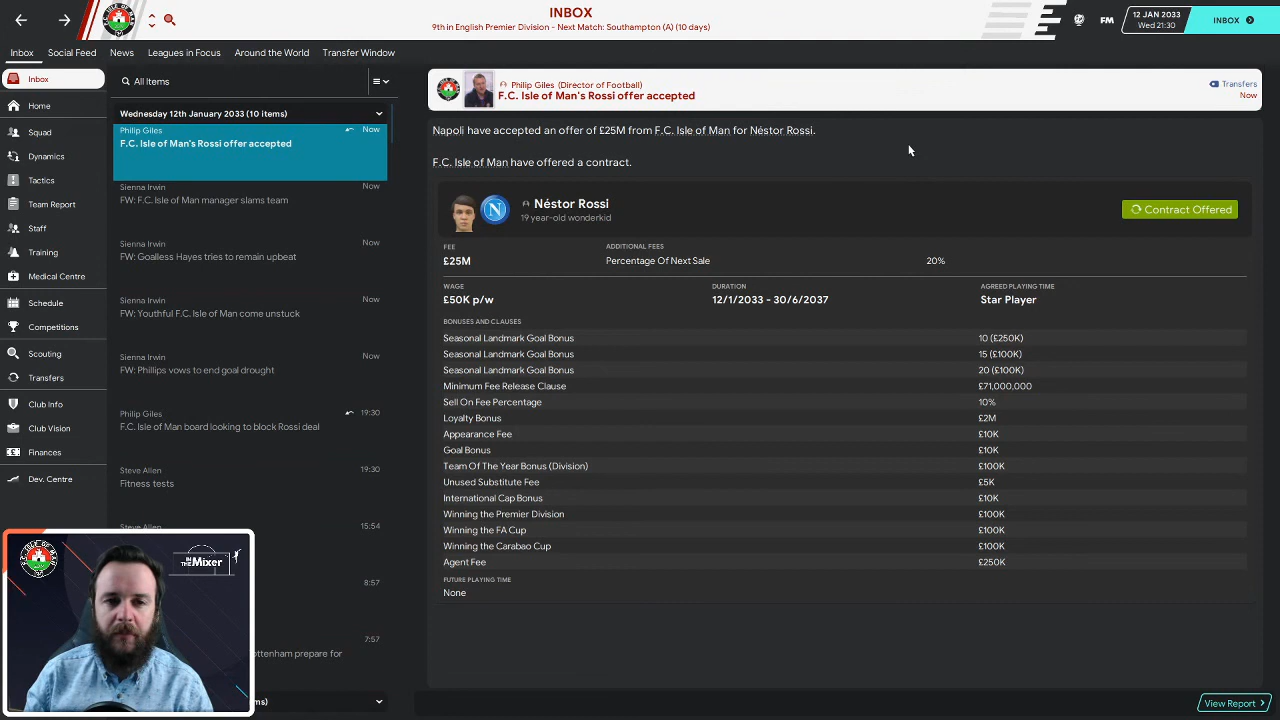 INBOX
9th in English Premier Division - Next Match: Southampton (A) (10 days)
FM
12 JAN 2033
Wed 21:30
INBOX
Inbox
Social Feed
News
Leagues in Focus
Around the World
Transfer Window
Inbox
Home
Squad
Dynamics
Tactics
Team Report
Staff
Training
Medical Centre
Schedule
Competitions
Scouting
Transfers
Club Info
Club Vision
Finances
Dev. Centre
All Items
Wednesday 12th January 2033 (10 items)
Philip Giles
Now
F.C. Isle of Man's Rossi offer accepted
Sienna Irwin
Now
FW: F.C. Isle of Man manager slams team
Sienna Irwin
Now
FW: Goalless Hayes tries to remain upbeat
Sienna Irwin
Now
FW: Youthful F.C. Isle of Man come unstuck
Sienna Irwin
Now
FW: Phillips vows to end goal drought
Philip Giles
19:30
F.C. Isle of Man board looking to block Rossi deal
Steve Allen
19:30
Fitness tests
Steve Allen
15:54
8:57
7:57
ottenham prepare for
ms)
IN THE Mixer
Philip Giles (Director of Football)
F.C. Isle of Man's Rossi offer accepted
Transfers
Now
Napoli have accepted an offer of £25M from F.C. Isle of Man for Néstor Rossi.
F.C. Isle of Man have offered a contract.
N
Néstor Rossi
19 year-old wonderkid
Contract Offered
FEE
ADDITIONAL FEES
£25M
Percentage Of Next Sale
20%
WAGE
DURATION
AGREED PLAYING TIME
£50K p/w
12/1/2033 - 30/6/2037
Star Player
BONUSES AND CLAUSES
Seasonal Landmark Goal Bonus
10 (£250K)
Seasonal Landmark Goal Bonus
15 (£100K)
Seasonal Landmark Goal Bonus
20 (£100K)
Minimum Fee Release Clause
£71,000,000
Sell On Fee Percentage
10%
Loyalty Bonus
£2M
Appearance Fee
£10K
Goal Bonus
£10K
Team Of The Year Bonus (Division)
£100K
Unused Substitute Fee
£5K
International Cap Bonus
£10K
Winning the Premier Division
£100K
Winning the FA Cup
£100K
Winning the Carabao Cup
£100K
Agent Fee
£250K
FUTURE PLAYING TIME
None
View Report